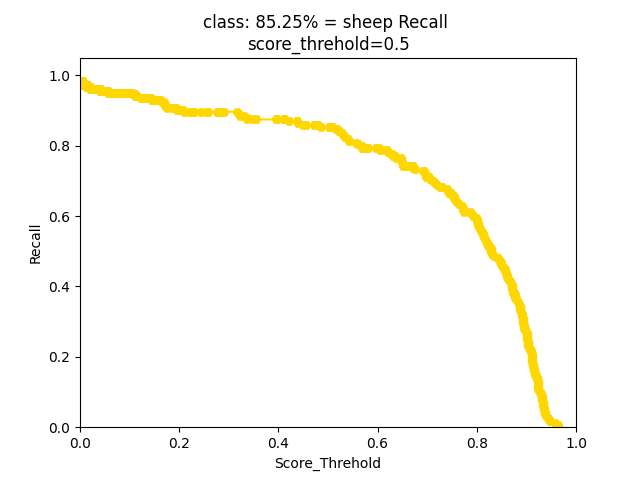 class: 85.25% = sheep Recall
score_threhold=0.5
1.0
0.8
0.6
0.4
0.2
0.0
Recall
0.0 0.2 0.4 0.6 0.8 1.0
Score_Threhold